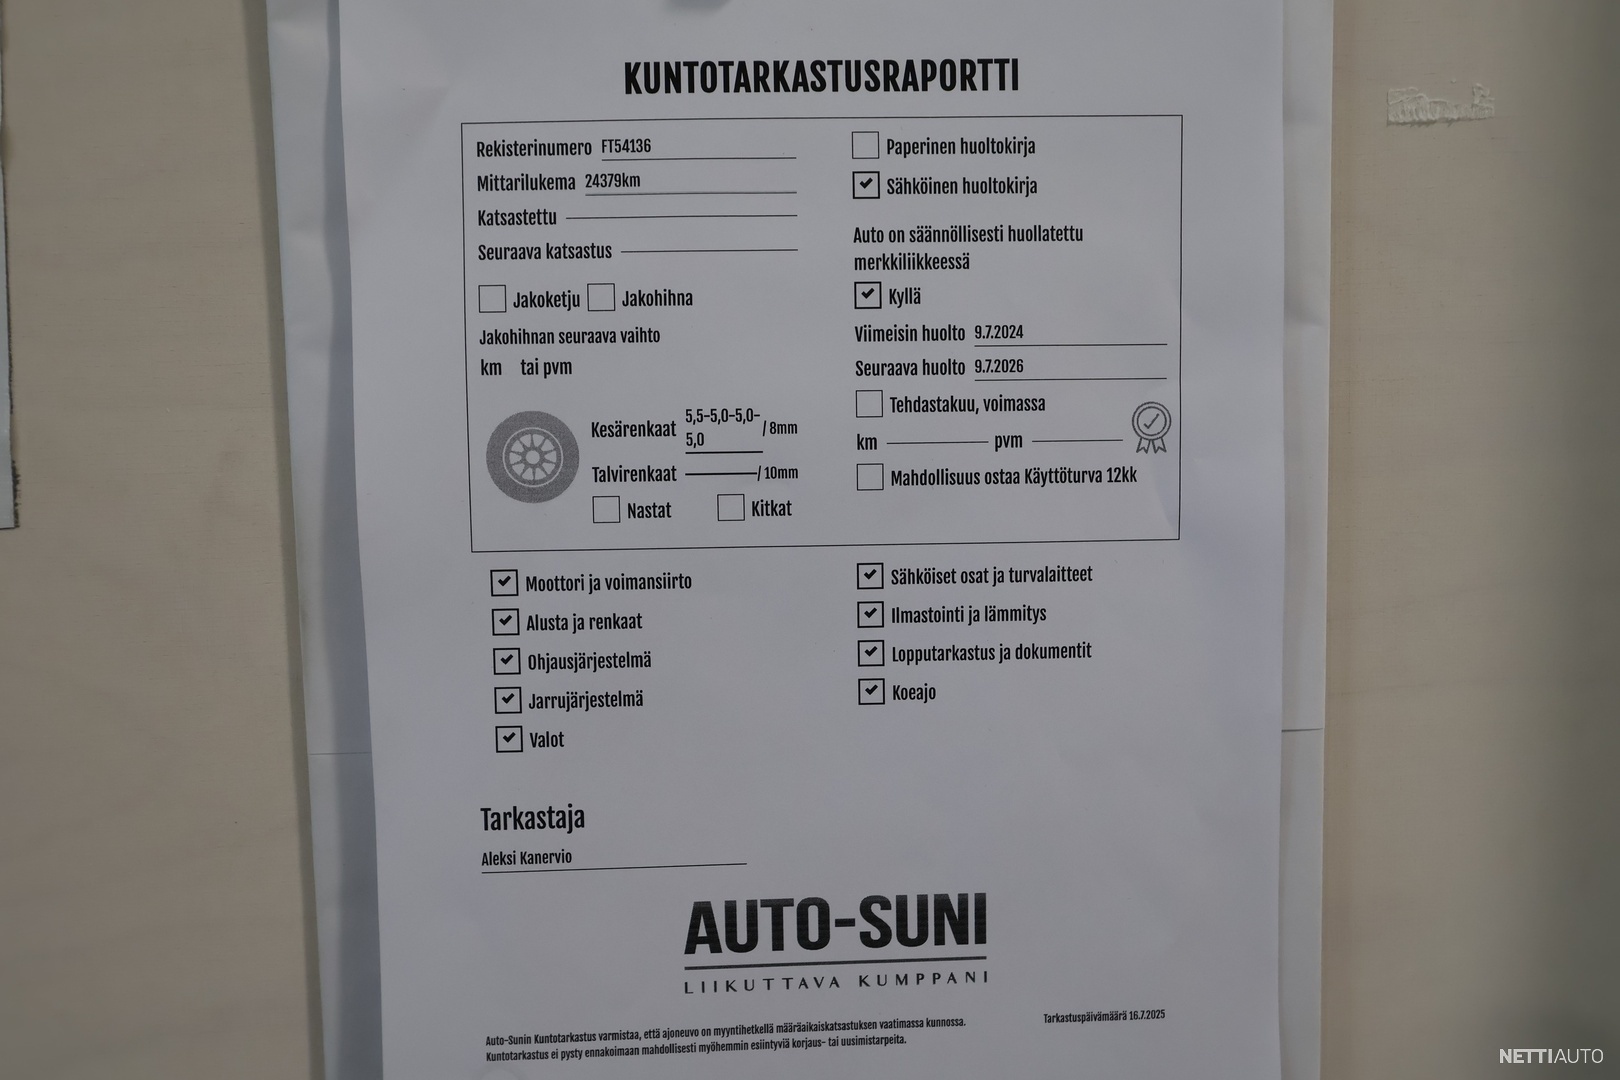 KUNTOTARKASTUSRAPORTTI
Rekisterinumero FT54136
Mittarilukema 24379km
Katsastettu
Seuraava katsastus
Jakoketju Jakohihna
Jakohihnan seuraava vaihto
km tai pvm
Kesärenkaat 5,5-5,0-5,0-5,0 / 8mm
Talvirenkaat / 10mm
Nastat Kitkat
Paperinen huoltokirja
Sähköinen huoltokirja
Auto on säännöllisesti huollatettu
merkkiliikkeessä
Kyllä
Viimeisin huolto 9.7.2024
Seuraava huolto 9.7.2026
Tehdastakuu, voimassa
km pvm
Mahdollisuus ostaa Käyttöturva 12kk
Moottori ja voimansiirto
Alusta ja renkaat
Ohjausjärjestelmä
Jarrujärjestelmä
Valot
Sähköiset osat ja turvalaitteet
Ilmastointi ja lämmitys
Lopputarkastus ja dokumentit
Koeajo
Tarkastaja
Aleksi Kanervio
AUTO-SUNI
LIIKUTTAVA KUMPPANI
Auto-Sunin Kuntotarkastus varmistaa, että ajoneuvo on myyntihetkellä määräaikaiskatsastuksen vaatimassa kunnossa.
Kuntotarkastus ei pysty ennakoimaan mahdollisesti myöhemmin esiintyviä korjaus- tai uusimistarpeita.
Tarkastuspäivämäärä 16.7.2025
NETTIAUTO